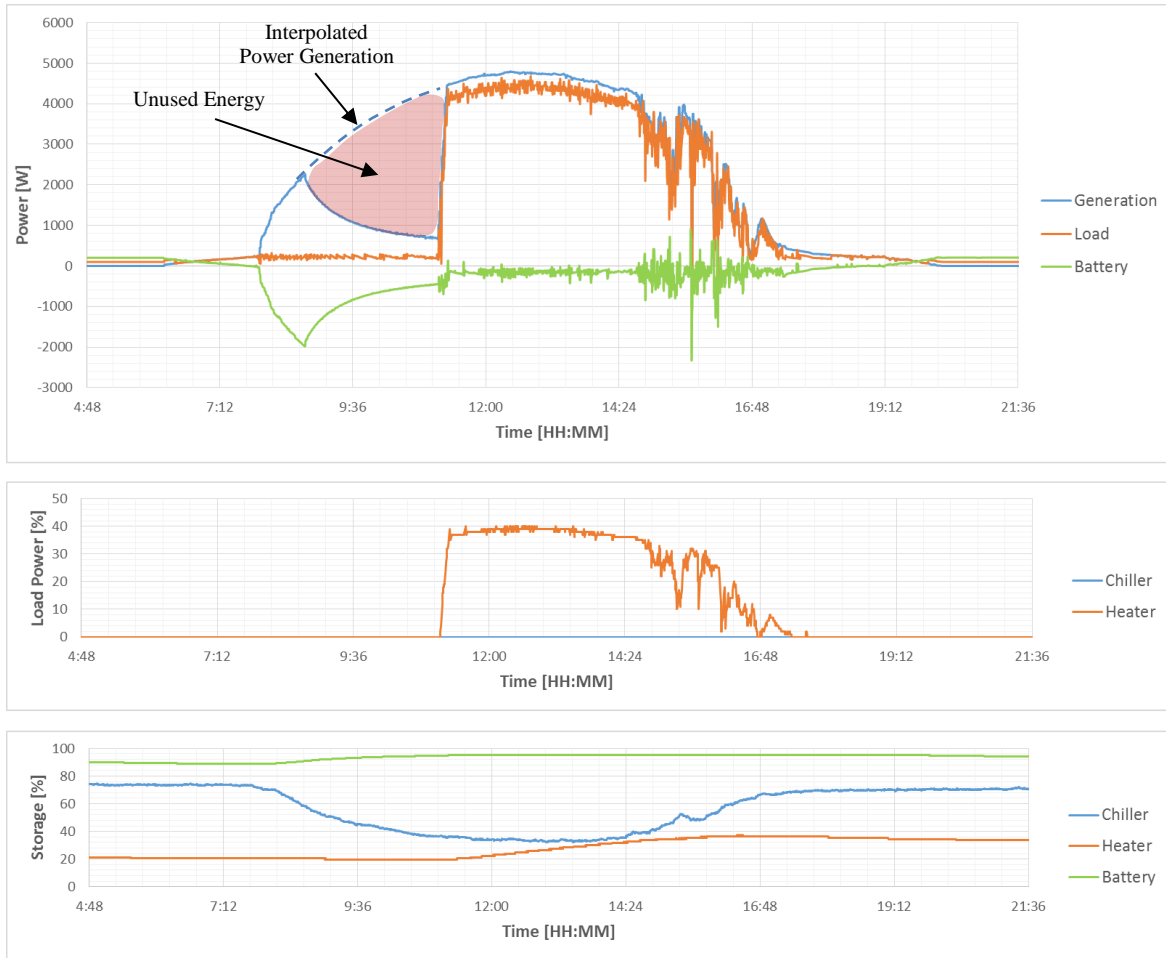 6000
5000
4000
3000
2000
1000
0
-1000
-2000
-3000
Power [W]
Interpolated
Power Generation
Unused Energy
4:48 7:12 9:36 12:00 14:24 16:48 19:12 21:36
Time [HH:MM]
Generation
Load
Battery
50
40
30
20
10
0
Load Power [%]
4:48 7:12 9:36 12:00 14:24 16:48 19:12 21:36
Time [HH:MM]
Chiller
Heater
100
80
60
40
20
0
Storage [%]
4:48 7:12 9:36 12:00 14:24 16:48 19:12 21:36
Time [HH:MM]
Chiller
Heater
Battery